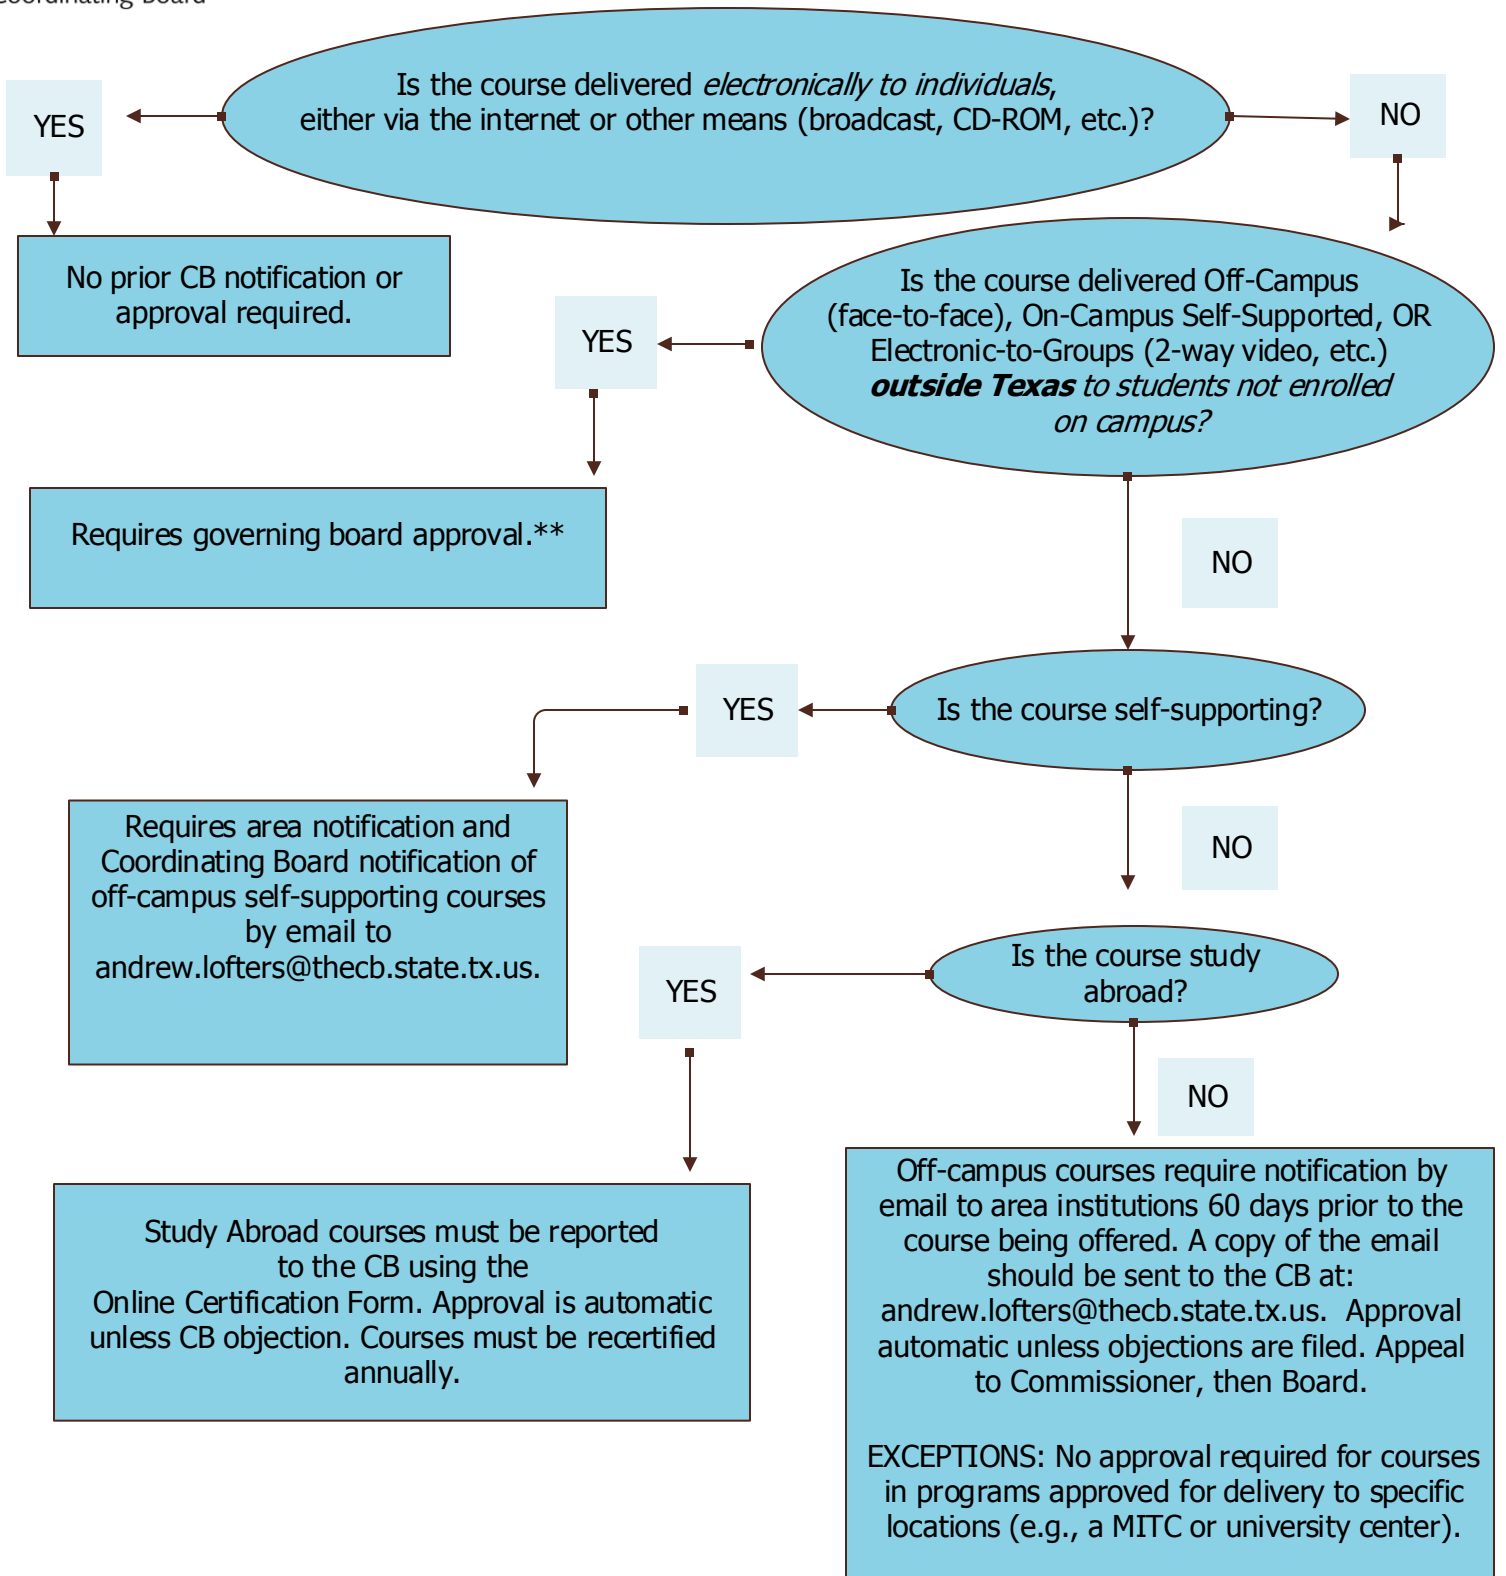 Coordinating Board
Is the course delivered electronically to individuals,
either via the internet or other means (broadcast, CD-ROM, etc.)?
YES
NO
No prior CB notification or
approval required.
Is the course delivered Off-Campus
(face-to-face), On-Campus Self-Supported, OR
Electronic-to-Groups (2-way video, etc.)
outside Texas to students not enrolled
on campus?
YES
Requires governing board approval.**
NO
Is the course self-supporting?
YES
Requires area notification and
Coordinating Board notification of
off-campus self-supporting courses
by email to
andrew.lofters@thecb.state.tx.us.
NO
Is the course study
abroad?
YES
NO
Study Abroad courses must be reported
to the CB using the
Online Certification Form. Approval is automatic
unless CB objection. Courses must be recertified
annually.
Off-campus courses require notification by
email to area institutions 60 days prior to the
course being offered. A copy of the email
should be sent to the CB at:
andrew.lofters@thecb.state.tx.us. Approval
automatic unless objections are filed. Appeal
to Commissioner, then Board.
EXCEPTIONS: No approval required for courses
in programs approved for delivery to specific
locations (e.g., a MITC or university center).